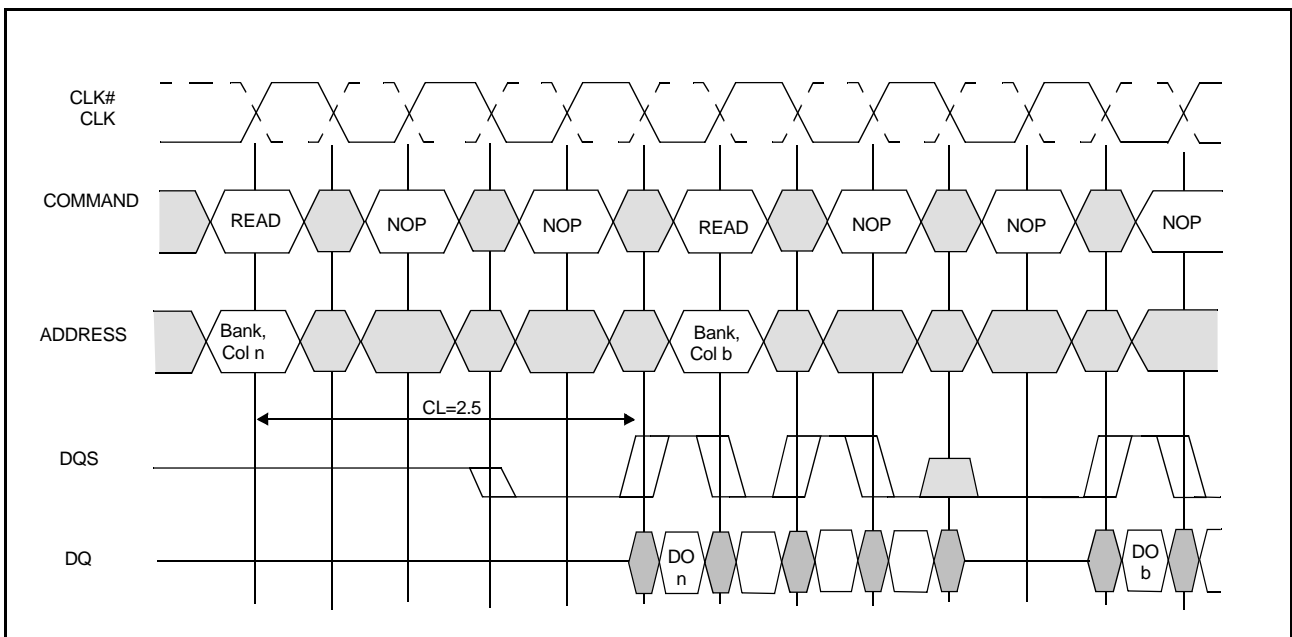 CLK#
CLK
COMMAND
READ
NOP
NOP
READ
NOP
NOP
NOP
ADDRESS
Bank,
Col n
Bank,
Col b
CL=2.5
DQS
DQ
DO
n
DO
b